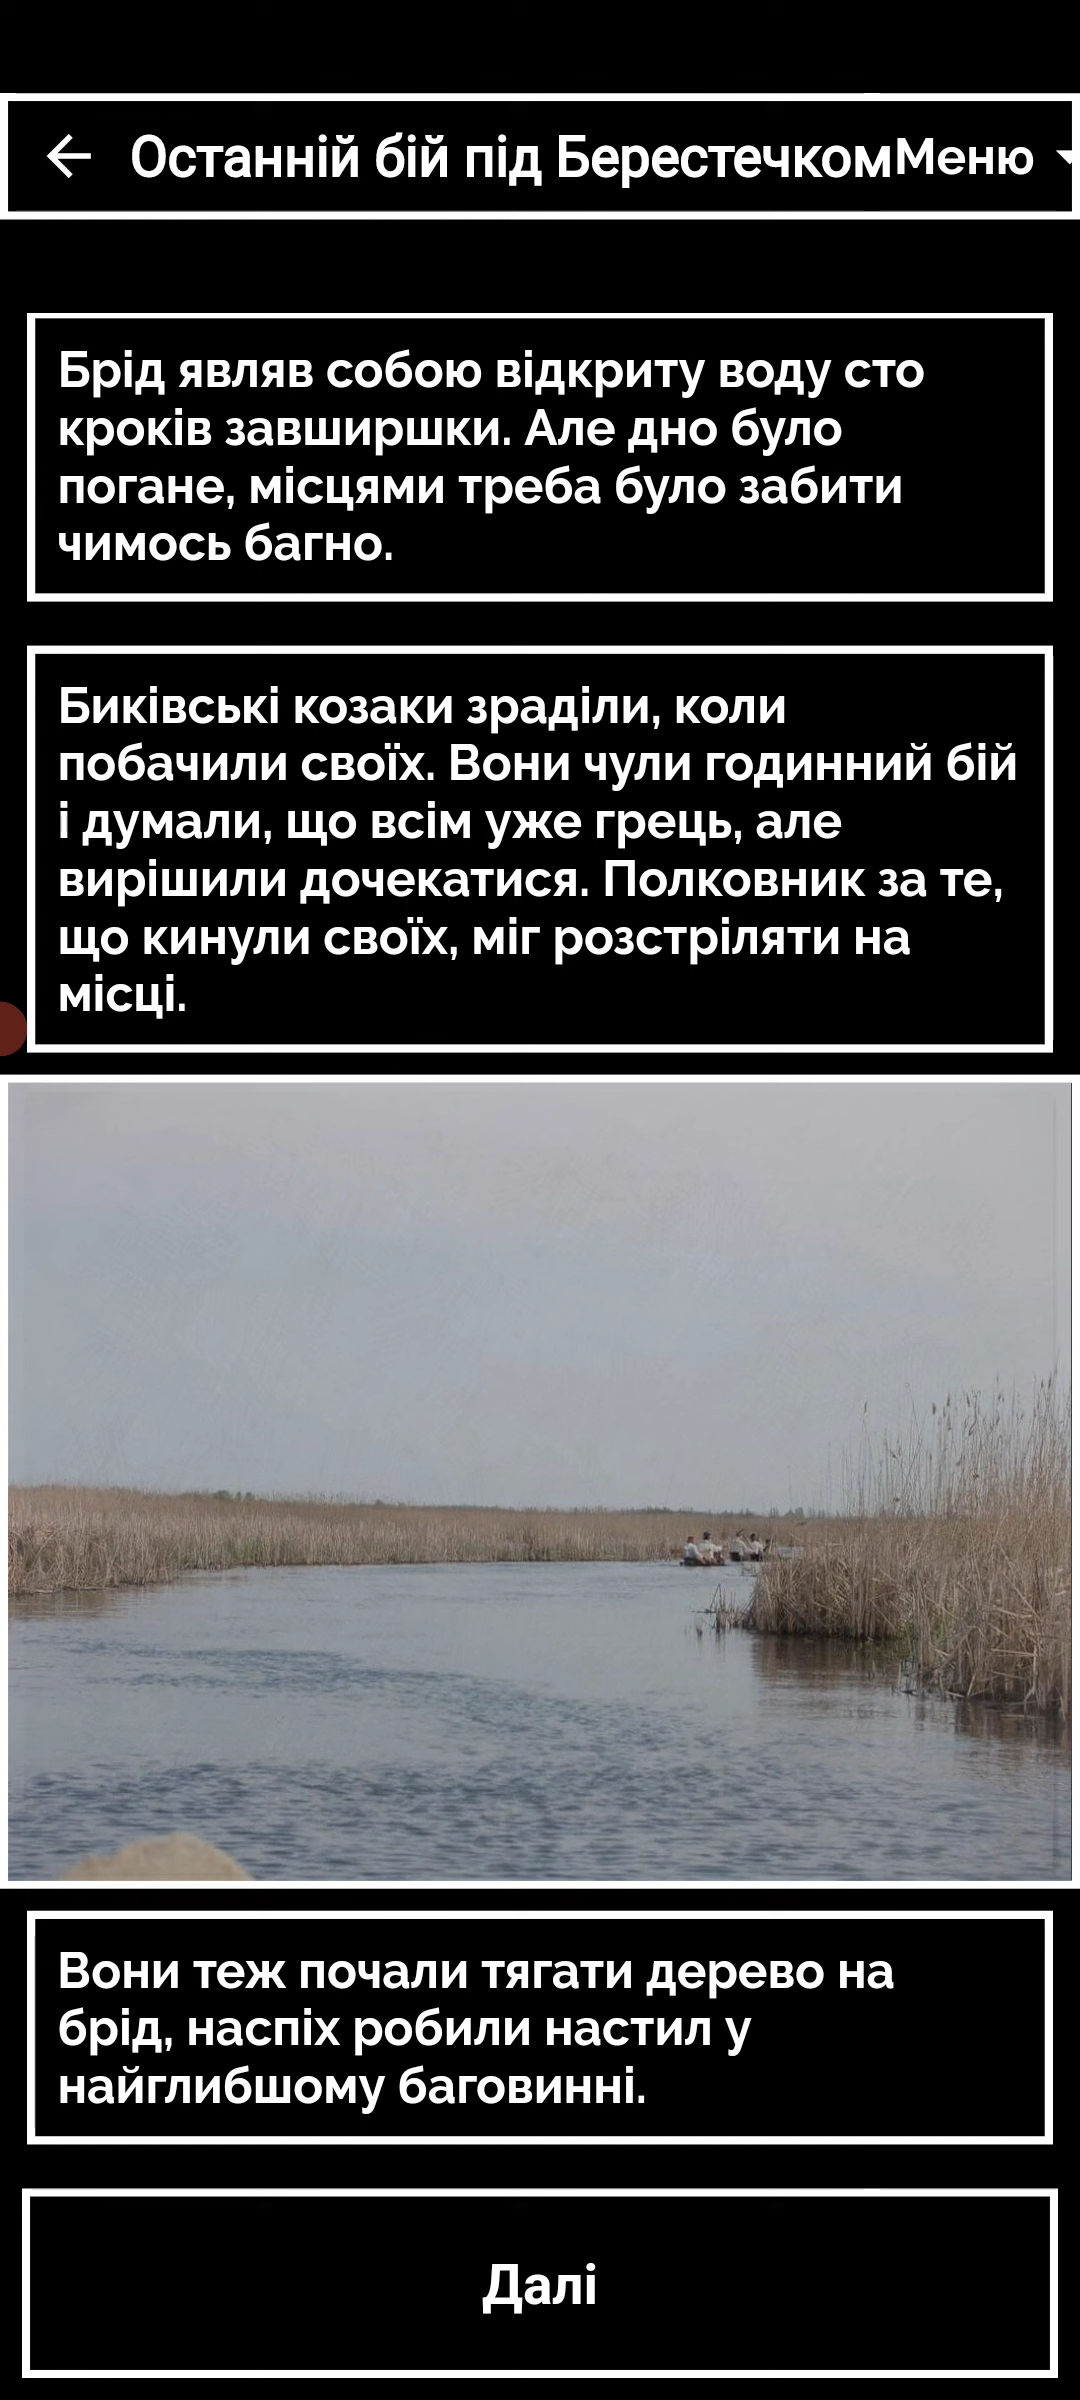 Останній бій під Берестечком Меню
Брід являв собою відкриту воду сто
кроків завширшки. Але дно було
погане, місцями треба було забити
чимось багно.
Биківські козаки зраділи, коли
побачили своїх. Вони чули годинний бій
і думали, що всім уже грець, але
вирішили дочекатися. Полковник за те,
що кинули своїх, міг розстріляти на
місці.
Вони теж почали тягати дерево на
брід, наспіх робили настил у
найглибшому баговинні.
Далі